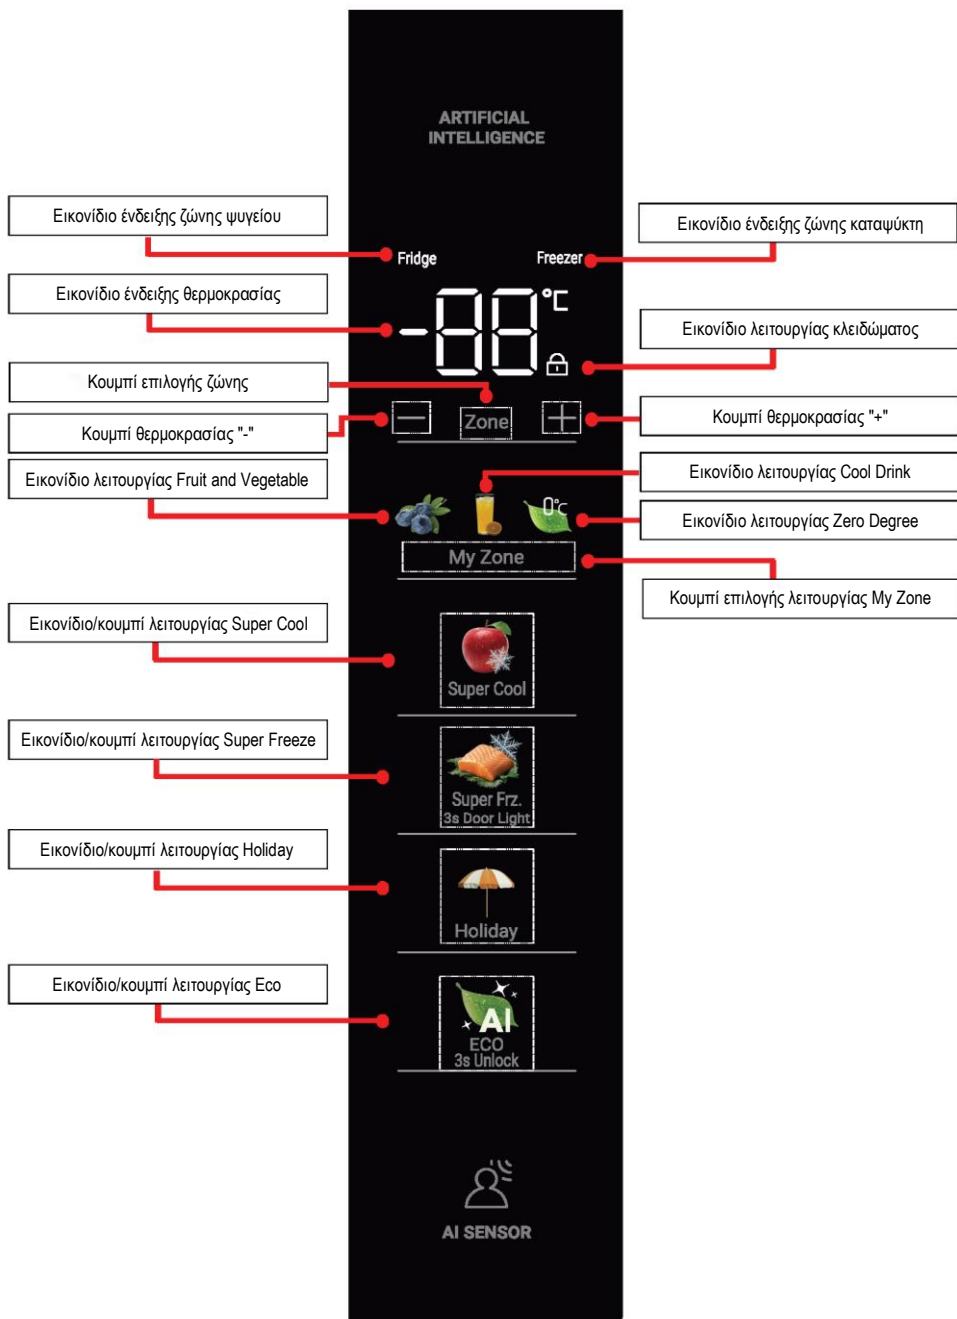 ARTIFICIAL
INTELLIGENCE
Εικονίδιο ένδειξης ζώνης ψυγείου
Εικονίδιο ένδειξης ζώνης καταψύκτη
Fridge
Freezer
Εικονίδιο ένδειξης θερμοκρασίας
-88 °C
Εικονίδιο λειτουργίας κλειδώματος
Κουμπί επιλογής ζώνης
Κουμπί θερμοκρασίας "-"
Zone
Κουμπί θερμοκρασίας "+"
Εικονίδιο λειτουργίας Fruit and Vegetable
Εικονίδιο λειτουργίας Cool Drink
0°c
Εικονίδιο λειτουργίας Zero Degree
My Zone
Κουμπί επιλογής λειτουργίας My Zone
Εικονίδιο/κουμπί λειτουργίας Super Cool
Super Cool
Εικονίδιο/κουμπί λειτουργίας Super Freeze
Super Frz.
3s Door Light
Εικονίδιο/κουμπί λειτουργίας Holiday
Holiday
Εικονίδιο/κουμπί λειτουργίας Eco
AI
ECO
3s Unlock
AI SENSOR